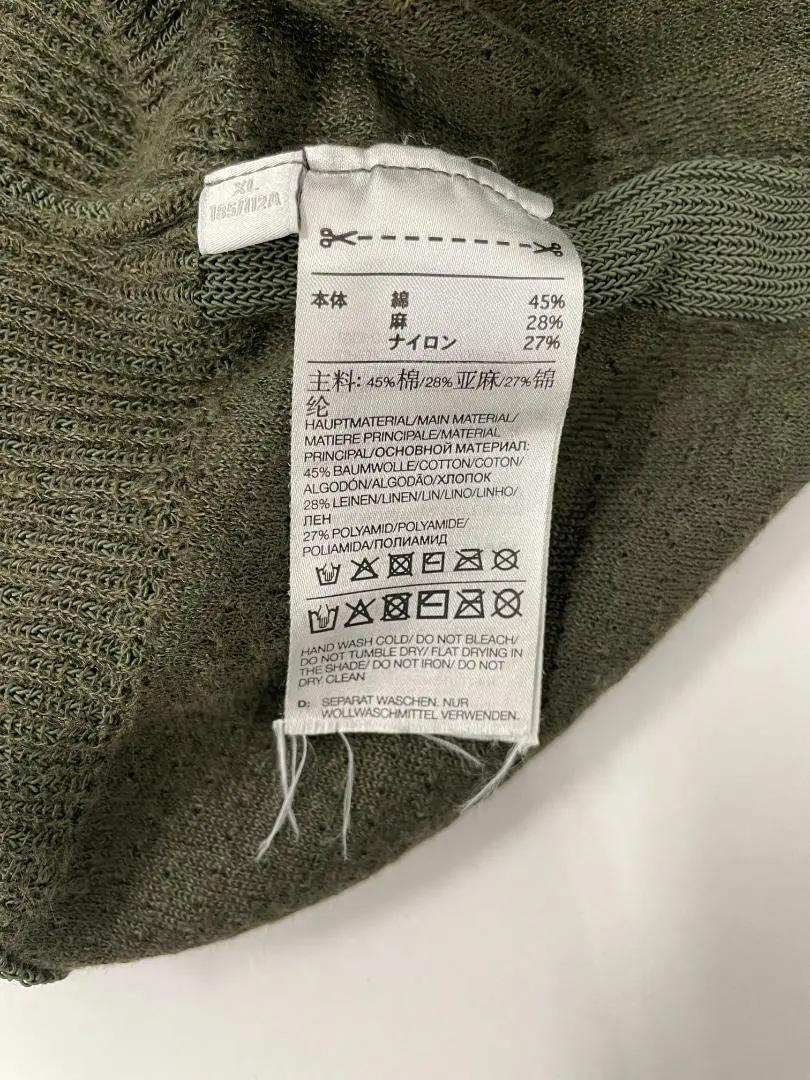 XL
185/112A
本体 綿 45%
麻 28%
ナイロン 27%
主料: 45%棉/28%亚麻/27%锦
纶
HAUPTMATERIAL/MAIN MATERIAL/
MATIERE PRINCIPALE/MATERIAL
PRINCIPAL/ОСНОВНОЙ МАТЕРИАЛ:
45% BAUMWOLLE/COTTON/COTON/
ALGODÓN/ALGODÃO/ХЛОПОК
28% LEINEN/LINEN/LIN/LINO/LINHO/
ЛЕН
27% POLYAMID/POLYAMIDE/
POLIAMIDA/ПОЛИАМИД
HAND WASH COLD/ DO NOT BLEACH/
DO NOT TUMBLE DRY/ FLAT DRYING IN
THE SHADE/ DO NOT IRON/ DO NOT
DRY CLEAN
D: SEPARAT WASCHEN. NUR
WOLLWASCHMITTEL VERWENDEN.